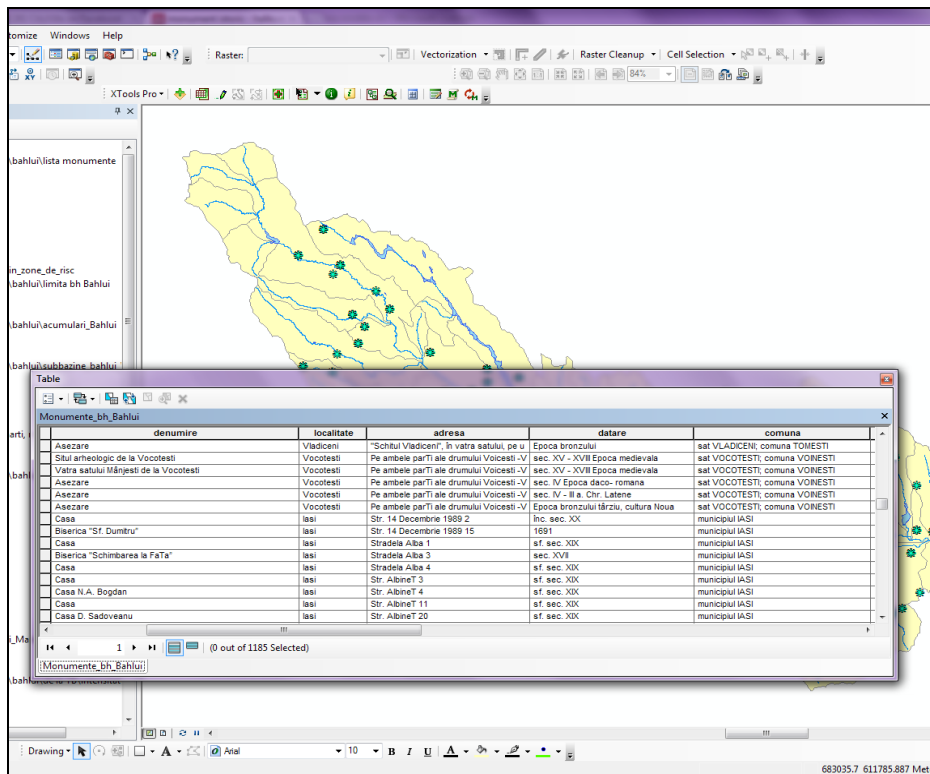 tomize Windows Help
Raster: Vectorization Raster Cleanup Cell Selection
84%
XTools Pro
\bahlui\lista monumente
in_zone_de_risc
\bahlui\limita bh Bahlui
\bahlui\acumulari_Bahlui
\bahlui\subbazine bahlui
Table
Monumente_bh_Bahlui
denumire localitate adresa datare comuna
Asezare Vladiceni "Schitul Vladiceni", în vatra satului, pe u Epoca bronzului sat VLADICENI; comuna TOMESTI
Situl arheologic de la Vocotesti Vocotesti Pe ambele parTi ale drumului Voicesti -V sec. XV - XVIII Epoca medievala sat VOCOTESTI; comuna VOINESTI
Vatra satului Mânjesti de la Vocotesti Vocotesti Pe ambele parTi ale drumului Voicesti -V sec. XV - XVII Epoca medievala sat VOCOTESTI; comuna VOINESTI
Asezare Vocotesti Pe ambele parTi ale drumului Voicesti -V sec. IV Epoca daco- romana sat VOCOTESTI; comuna VOINESTI
Asezare Vocotesti Pe ambele parTi ale drumului Voicesti -V sec. IV - III a. Chr. Latene sat VOCOTESTI; comuna VOINESTI
Asezare Vocotesti Pe ambele parTi ale drumului Voicesti -V Epoca bronzului târziu, cultura Noua sat VOCOTESTI; comuna VOINESTI
Casa Iasi Str. 14 Decembrie 1989 2 înc. sec. XX municipiul IASI
Biserica "Sf. Dumitru" Iasi Str. 14 Decembrie 1989 15 1691 municipiul IASI
Casa Iasi Stradela Alba 1 sf. sec. XIX municipiul IASI
Biserica "Schimbarea la FaTa" Iasi Stradela Alba 3 sec. XVII municipiul IASI
Casa Iasi Stradela Alba 4 sf. sec. XIX municipiul IASI
Casa Iasi Str. AlbineT 3 sf. sec. XIX municipiul IASI
Casa N.A. Bogdan Iasi Str. AlbineT 4 sf. sec. XIX municipiul IASI
Casa Iasi Str. AlbineT 11 sf. sec. XIX municipiul IASI
Casa D. Sadoveanu Iasi Str. AlbineT 20 sf. sec. XIX municipiul IASI
1 (0 out of 1185 Selected)
Monumente_bh_Bahlui
Drawing A Arial 10 B I U A
683035.7 611785.887 Met